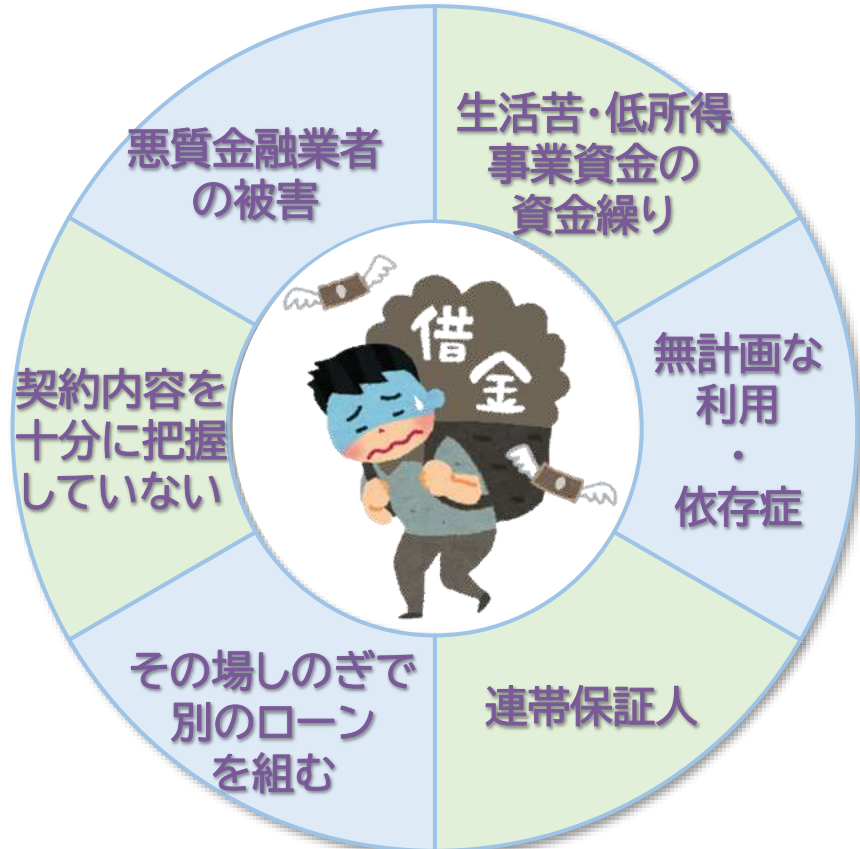 生活苦・低所得
事業資金の
資金繰り
無計画な
利用
・
依存症
連帯保証人
その場しのぎで
別のローン
を組む
契約内容を
十分に把握
していない
悪質金融業者
の被害
借金